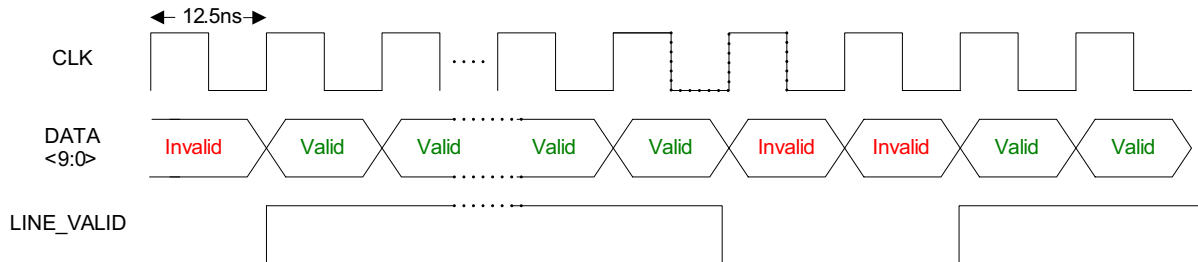 12.5ns
CLK
DATA
<9:0>
Invalid Valid Valid Valid Valid Invalid Invalid Valid Valid
LINE_VALID